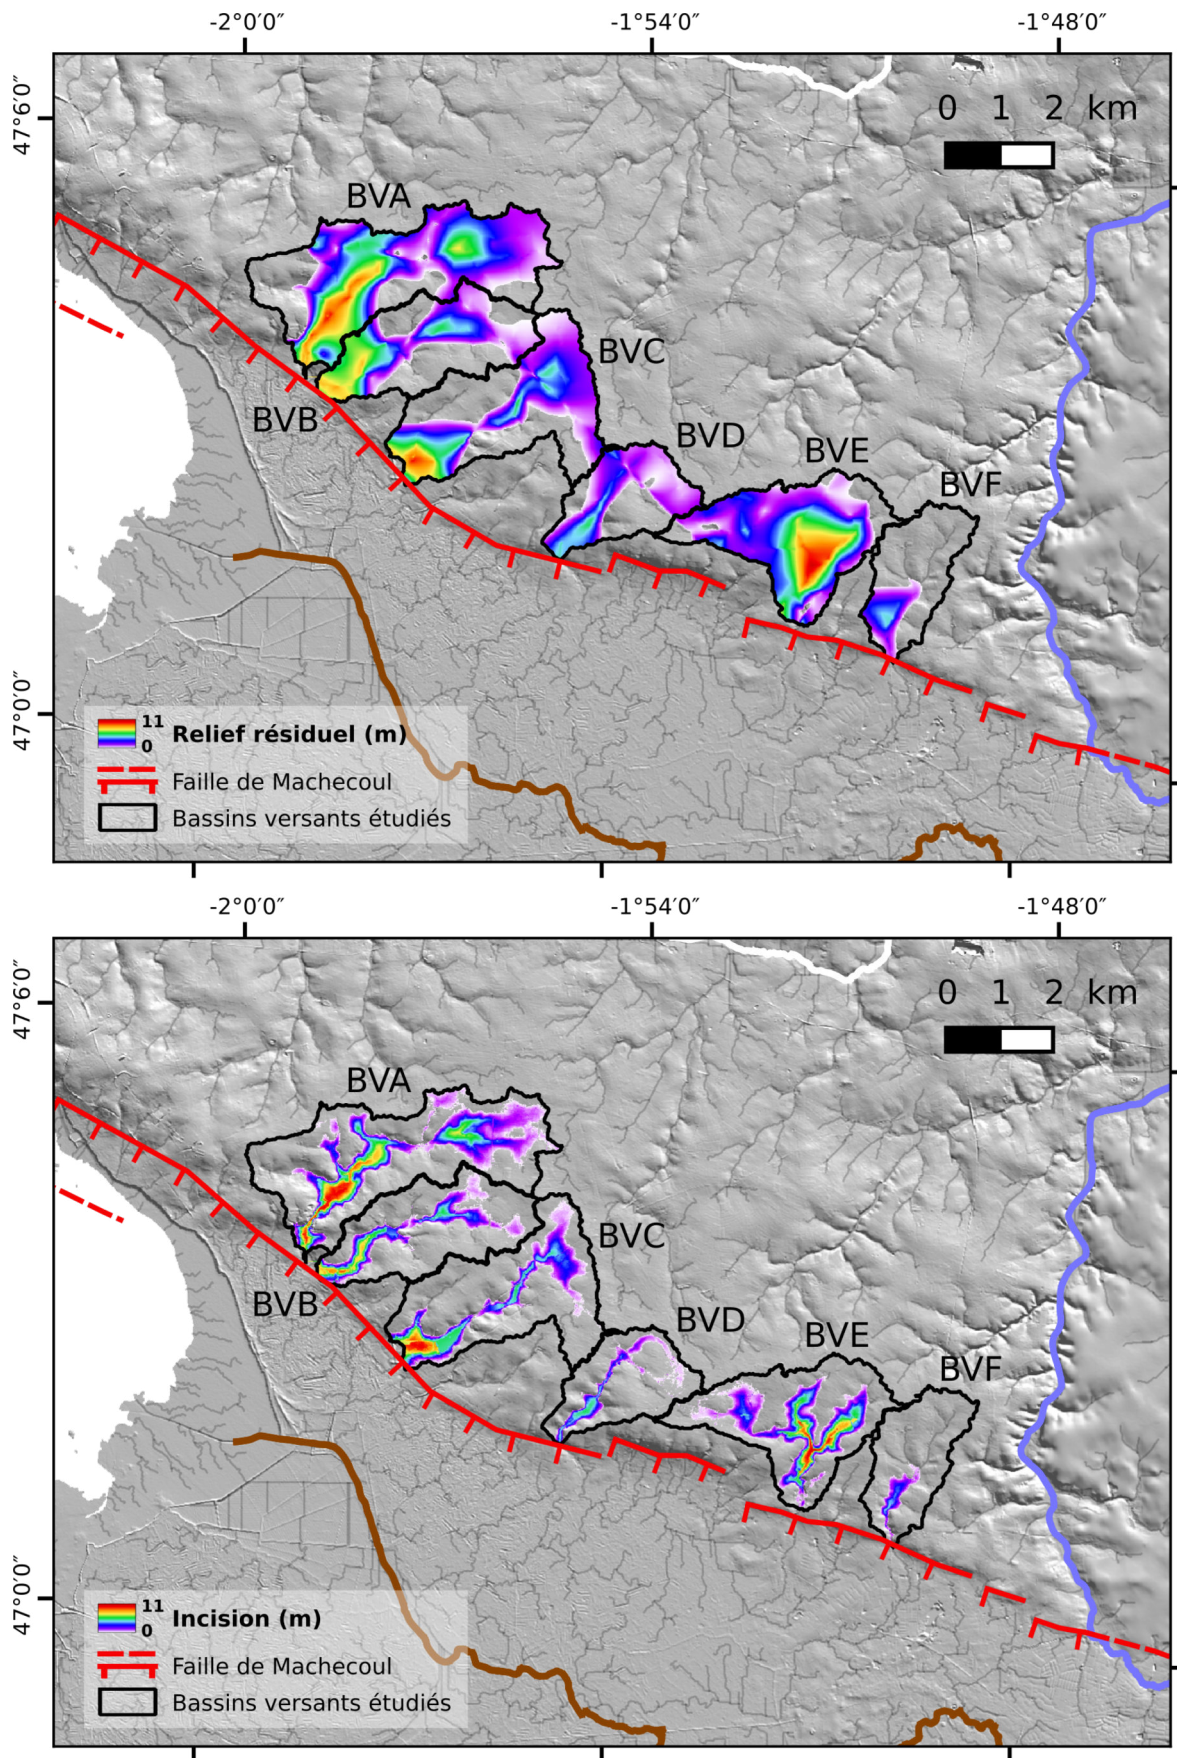 -2°0′0″ -1°54′0″ -1°48′0″
47°6′0″
0 1 2 km
BVA
BVC
BVB
BVD
BVE
BVF
47°0′0″
11
0
Relief résiduel (m)
Faille de Machecoul
Bassins versants étudiés
-2°0′0″ -1°54′0″ -1°48′0″
47°6′0″
0 1 2 km
BVA
BVC
BVB
BVD
BVE
BVF
47°0′0″
11
0
Incision (m)
Faille de Machecoul
Bassins versants étudiés